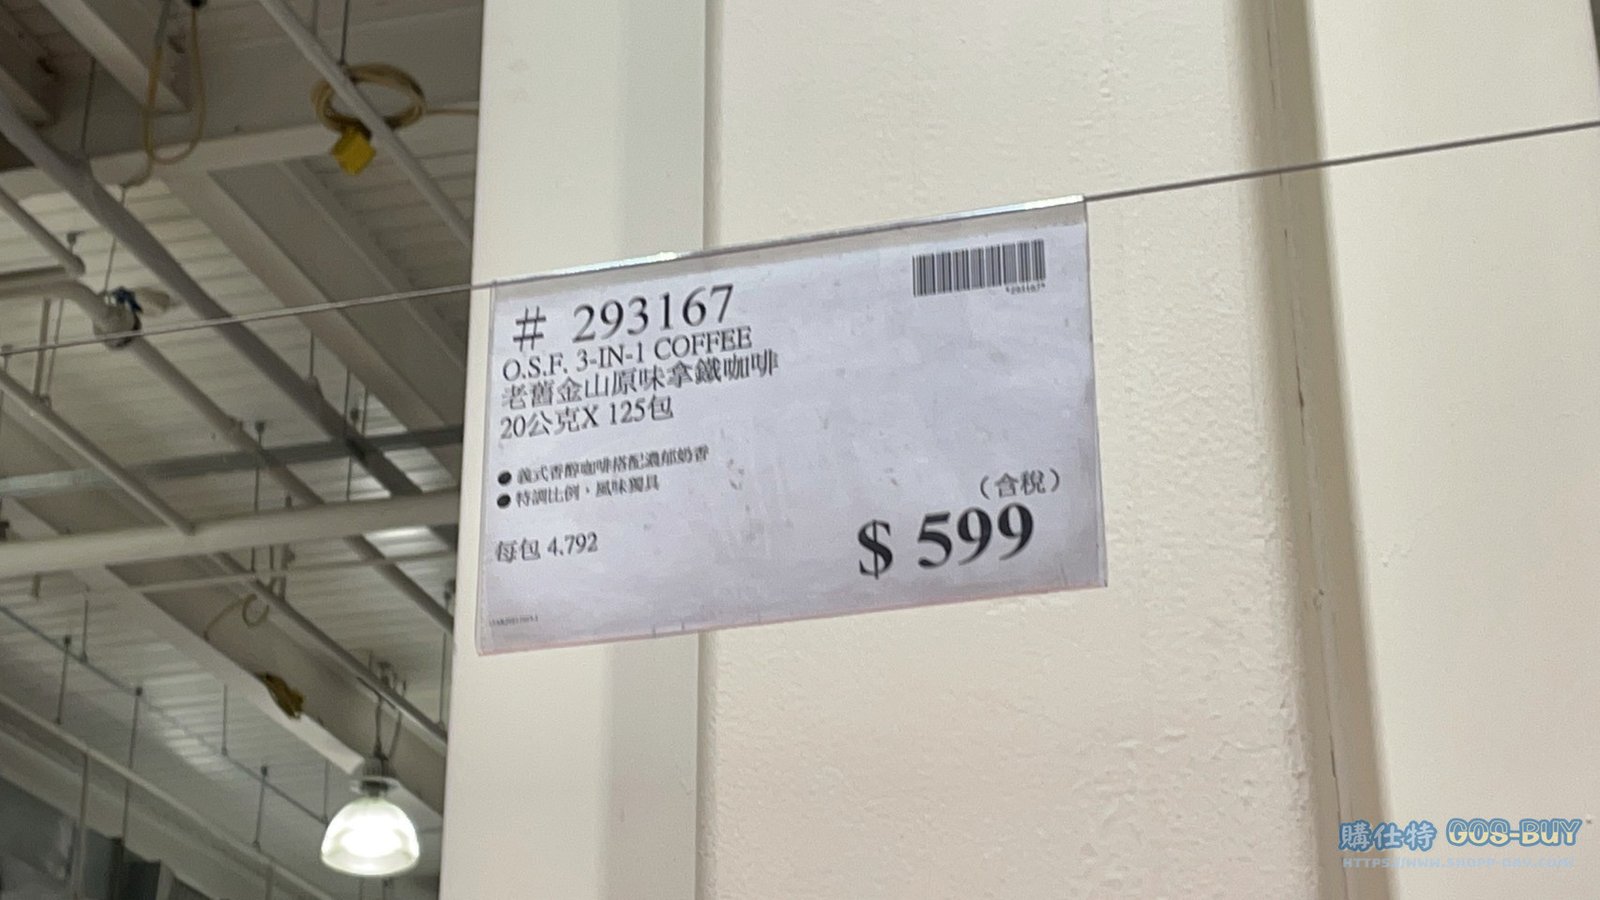 # 293167
O.S.F. 3-IN-1 COFFEE
老舊金山原味拿鐵咖啡
20公克X 125包
● 義式香醇咖啡搭配濃郁奶香
● 特調比例，風味獨具
每包 4.792
（含稅）
$ 599
購仕特 GOS-BUY